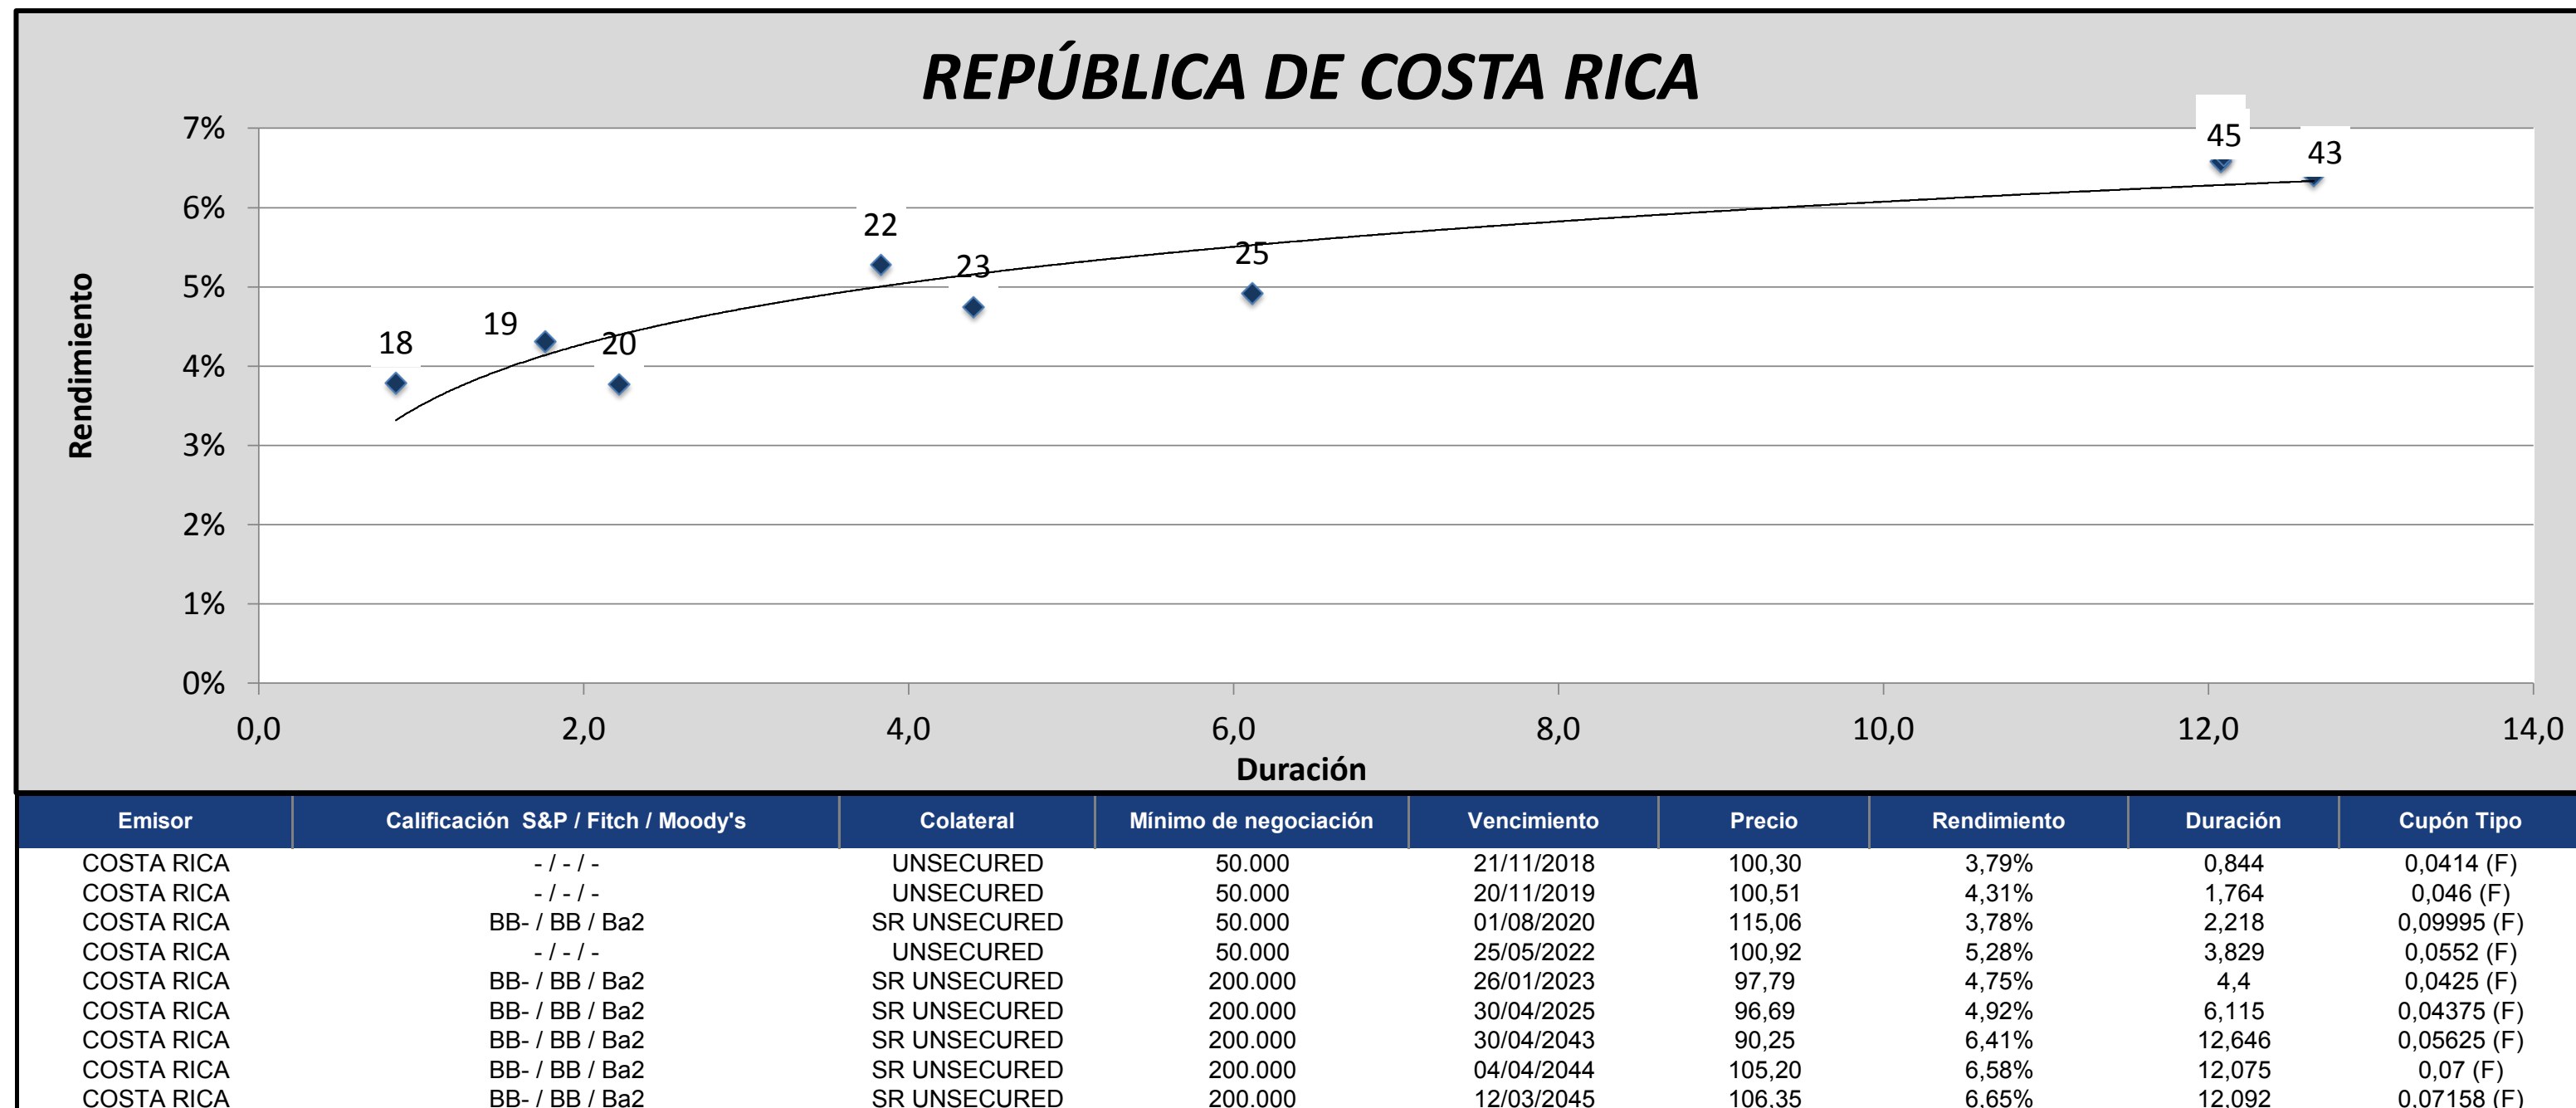 REPÚBLICA DE COSTA RICA
7%
6%
5%
4%
3%
2%
1%
0%
Rendimiento
18
19
20
22
23
25
45
43
0,0 2,0 4,0 6,0 8,0 10,0 12,0 14,0
Duración
Emisor Calificación S&P / Fitch / Moody's Colateral Mínimo de negociación Vencimiento Precio Rendimiento Duración Cupón Tipo
COSTA RICA - / - / - UNSECURED 50.000 21/11/2018 100,30 3,79% 0,844 0,0414 (F)
COSTA RICA - / - / - UNSECURED 50.000 20/11/2019 100,51 4,31% 1,764 0,046 (F)
COSTA RICA BB- / BB / Ba2 SR UNSECURED 50.000 01/08/2020 115,06 3,78% 2,218 0,09995 (F)
COSTA RICA - / - / - UNSECURED 50.000 25/05/2022 100,92 5,28% 3,829 0,0552 (F)
COSTA RICA BB- / BB / Ba2 SR UNSECURED 200.000 26/01/2023 97,79 4,75% 4,4 0,0425 (F)
COSTA RICA BB- / BB / Ba2 SR UNSECURED 200.000 30/04/2025 96,69 4,92% 6,115 0,04375 (F)
COSTA RICA BB- / BB / Ba2 SR UNSECURED 200.000 30/04/2043 90,25 6,41% 12,646 0,05625 (F)
COSTA RICA BB- / BB / Ba2 SR UNSECURED 200.000 04/04/2044 105,20 6,58% 12,075 0,07 (F)
COSTA RICA BB- / BB / Ba2 SR UNSECURED 200.000 12/03/2045 106,35 6,65% 12,092 0,07158 (F)